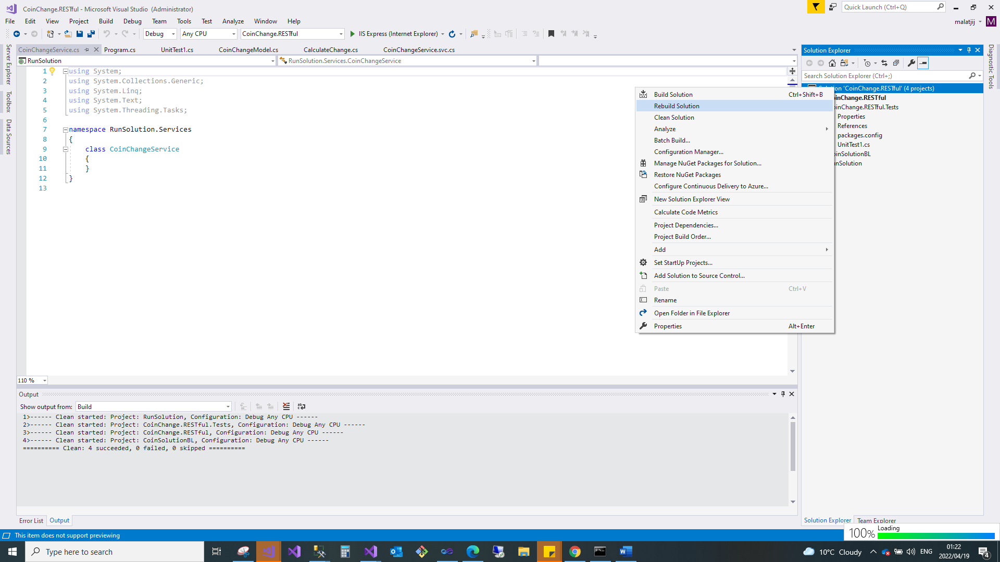 CoinChange.RESTful - Microsoft Visual Studio (Administrator)
Quick Launch (Ctrl+Q)
File Edit View Project Build Debug Team Tools Test Analyze Window Help
malatjij M
Debug Any CPU CoinChange.RESTful IIS Express (Internet Explorer)
Server Explorer
Toolbox
Data Sources
CoinChangeService.cs Program.cs UnitTest1.cs CoinChangeModel.cs CalculateChange.cs CoinChangeService.svc.cs
RunSolution RunSolution.Services.CoinChangeService
1 using System;
2 using System.Collections.Generic;
3 using System.Linq;
4 using System.Text;
5 using System.Threading.Tasks;
6
7 namespace RunSolution.Services
8 {
9 class CoinChangeService
10 {
11 }
12 }
13
110 %
Build Solution Ctrl+Shift+B
Rebuild Solution
Clean Solution
Analyze
Batch Build...
Configuration Manager...
Manage NuGet Packages for Solution...
Restore NuGet Packages
Configure Continuous Delivery to Azure...
New Solution Explorer View
Calculate Code Metrics
Project Dependencies...
Project Build Order...
Add
Set StartUp Projects...
Add Solution to Source Control...
Paste Ctrl+V
Rename
Open Folder in File Explorer
Properties Alt+Enter
Solution Explorer
Search Solution Explorer (Ctrl+;)
'CoinChange.RESTful' (4 projects)
inChange.RESTful
inChange.RESTful.Tests
Properties
References
packages.config
UnitTest1.cs
inSolutionBL
nSolution
Diagnostic Tools
Output
Show output from: Build
1>------ Clean started: Project: RunSolution, Configuration: Debug Any CPU ------
2>------ Clean started: Project: CoinChange.RESTful.Tests, Configuration: Debug Any CPU ------
3>------ Clean started: Project: CoinChange.RESTful, Configuration: Debug Any CPU ------
4>------ Clean started: Project: CoinSolutionBL, Configuration: Debug Any CPU ------
========== Clean: 4 succeeded, 0 failed, 0 skipped ==========
Error List Output
Solution Explorer Team Explorer
This item does not support previewing
100% Loading
Type here to search
10°C Cloudy
ENG
01:22
2022/04/19
4